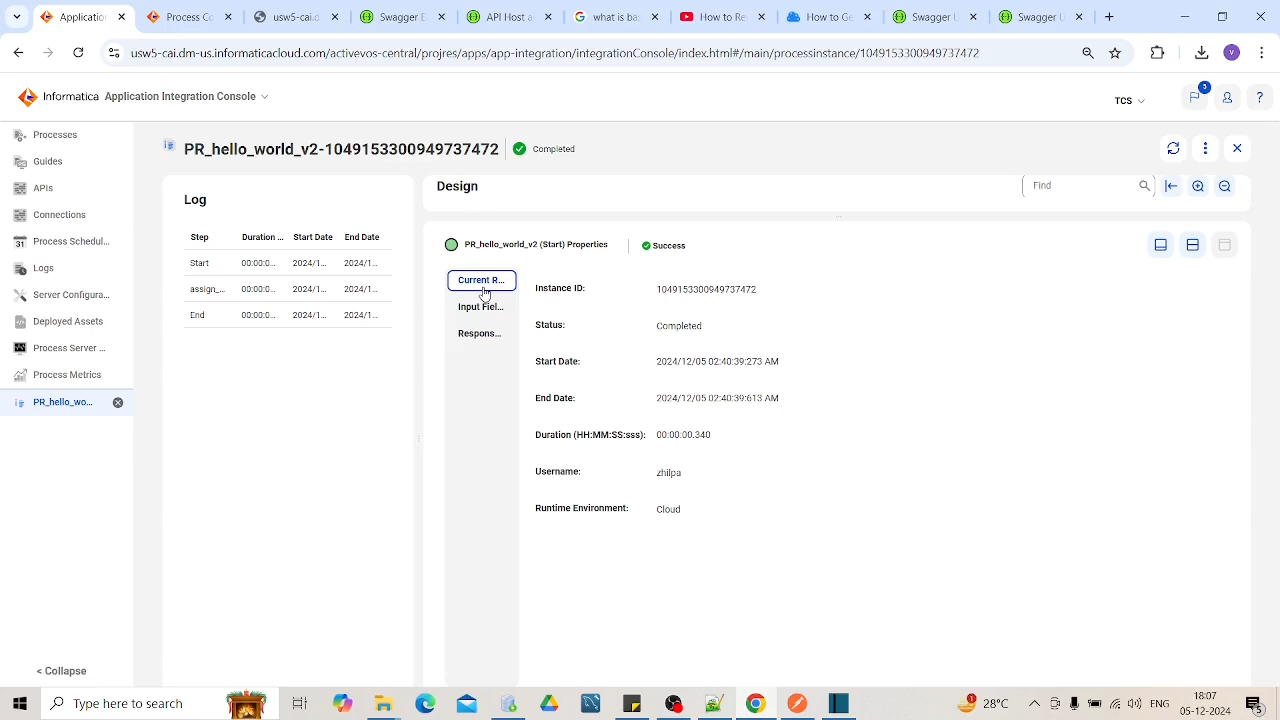 Application
Process Co
usw5-cai.d
Swagger E
API Host a
what is ba
How to Re
How to Ge
Swagger U
Swagger U
usw5-cai.dm-us.informaticacloud.com/activevos-central/projres/apps/app-integration/integrationConsole/index.html#/main/processinstance/1049153300949737472
Informatica Application Integration Console
TCS
3
Processes
Guides
APIs
Connections
Process Schedul...
Logs
Server Configura...
Deployed Assets
Process Server ...
Process Metrics
PR_hello_wo...
< Collapse
PR_hello_world_v2-1049153300949737472 Completed
Log
Step Duration ... Start Date End Date
Start 00:00:0... 2024/1... 2024/1...
assign_... 00:00:0... 2024/1... 2024/1...
End 00:00:0... 2024/1... 2024/1...
Design
Find
PR_hello_world_v2 (Start) Properties Success
Current R...
Input Fiel...
Respons...
Instance ID: 1049153300949737472
Status: Completed
Start Date: 2024/12/05 02:40:39:273 AM
End Date: 2024/12/05 02:40:39:613 AM
Duration (HH:MM:SS:sss): 00:00:00.340
Username: zhilpa
Runtime Environment: Cloud
Type here to search
1
28°C
ENG
18:07
05-12-2024
5